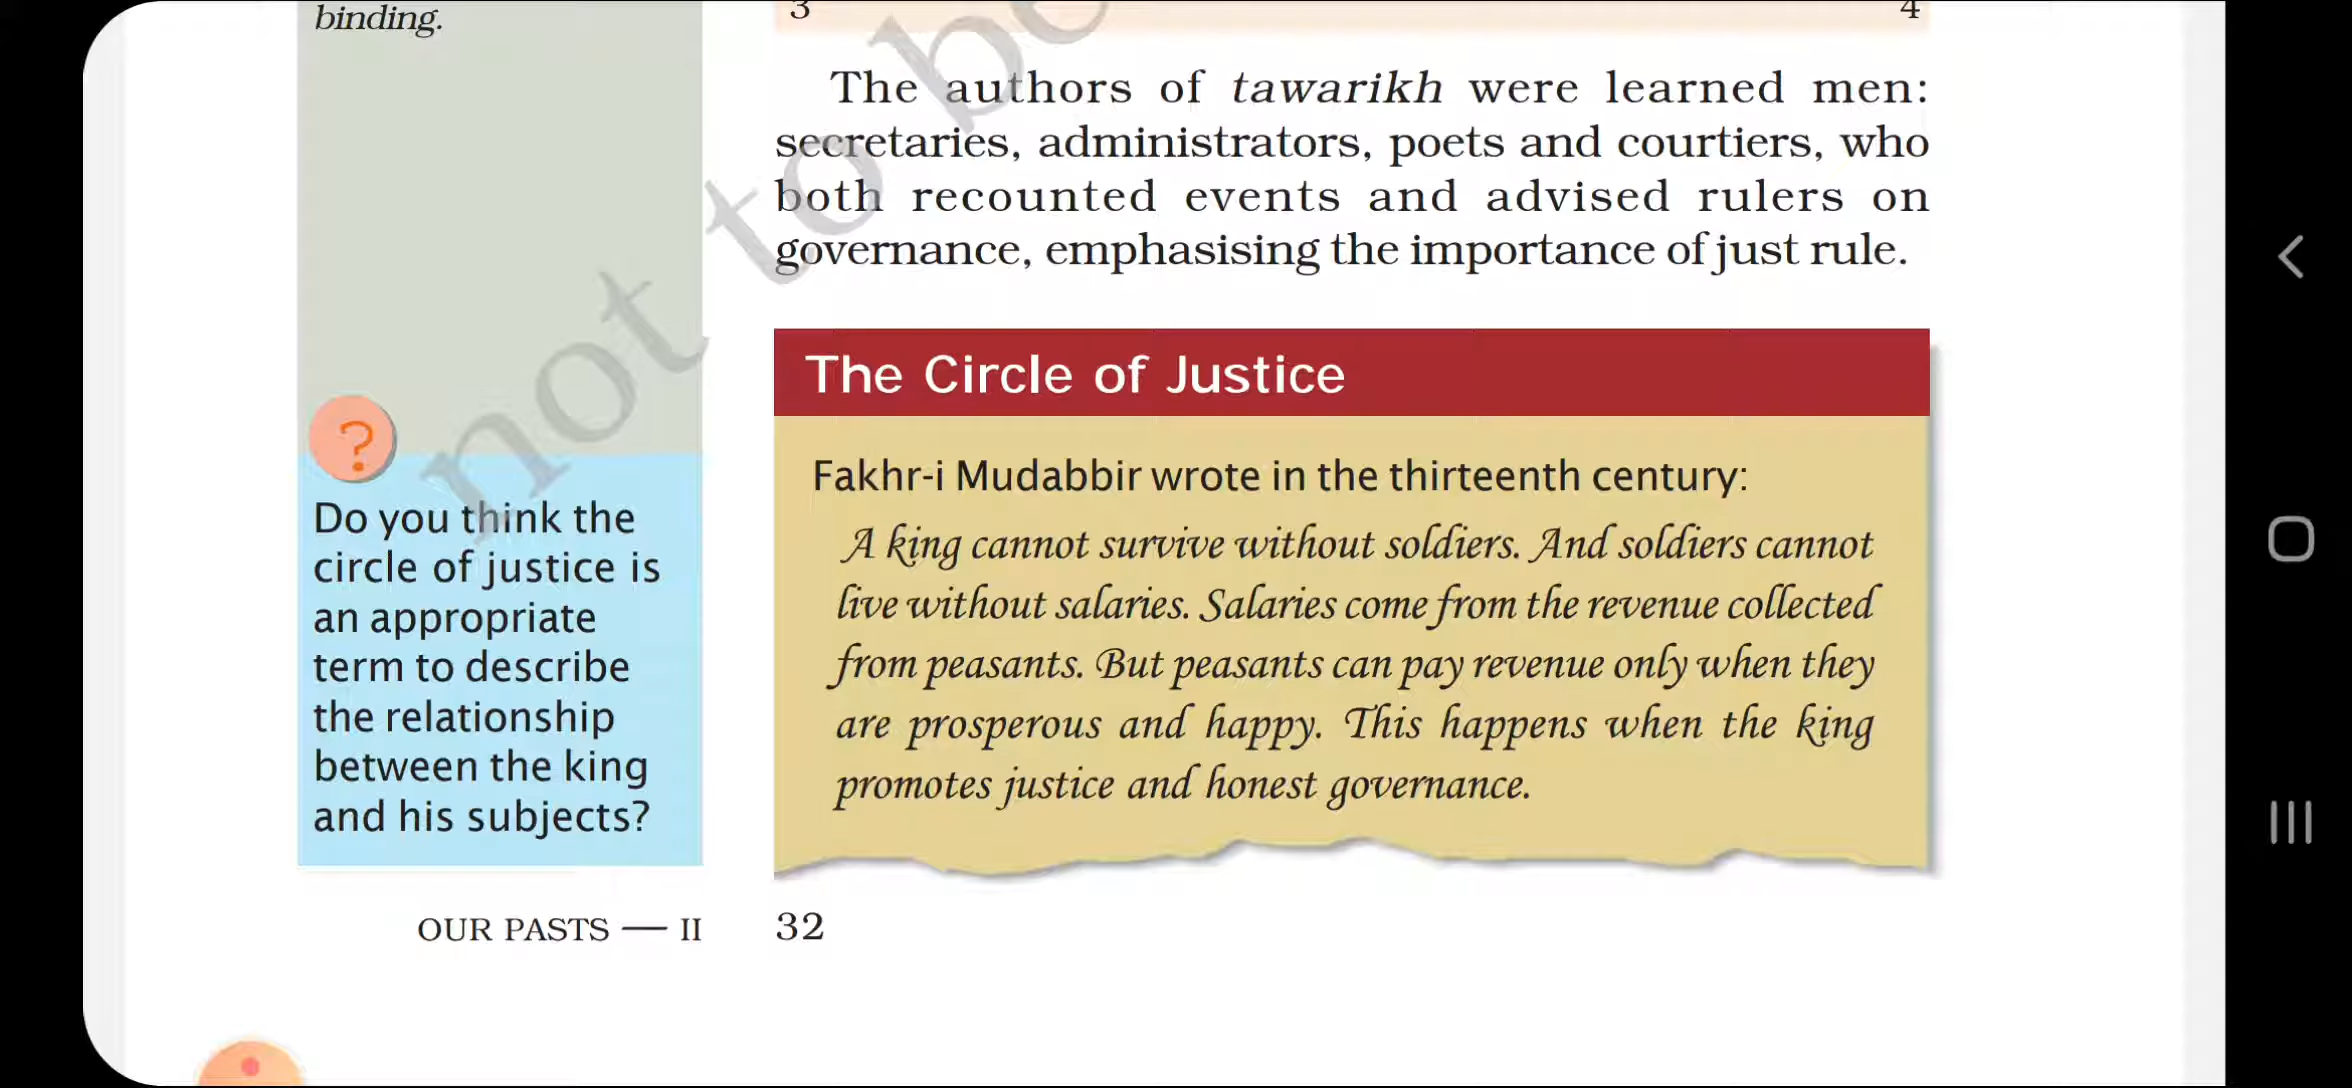 binding.
3
4
The authors of tawarikh were learned men:
secretaries, administrators, poets and courtiers, who
both recounted events and advised rulers on
governance, emphasising the importance of just rule.
The Circle of Justice
Fakhr-i Mudabbir wrote in the thirteenth century:
A king cannot survive without soldiers. And soldiers cannot
live without salaries. Salaries come from the revenue collected
from peasants. But peasants can pay revenue only when they
are prosperous and happy. This happens when the king
promotes justice and honest governance.
?
Do you think the
circle of justice is
an appropriate
term to describe
the relationship
between the king
and his subjects?
OUR PASTS — II
32
not to be